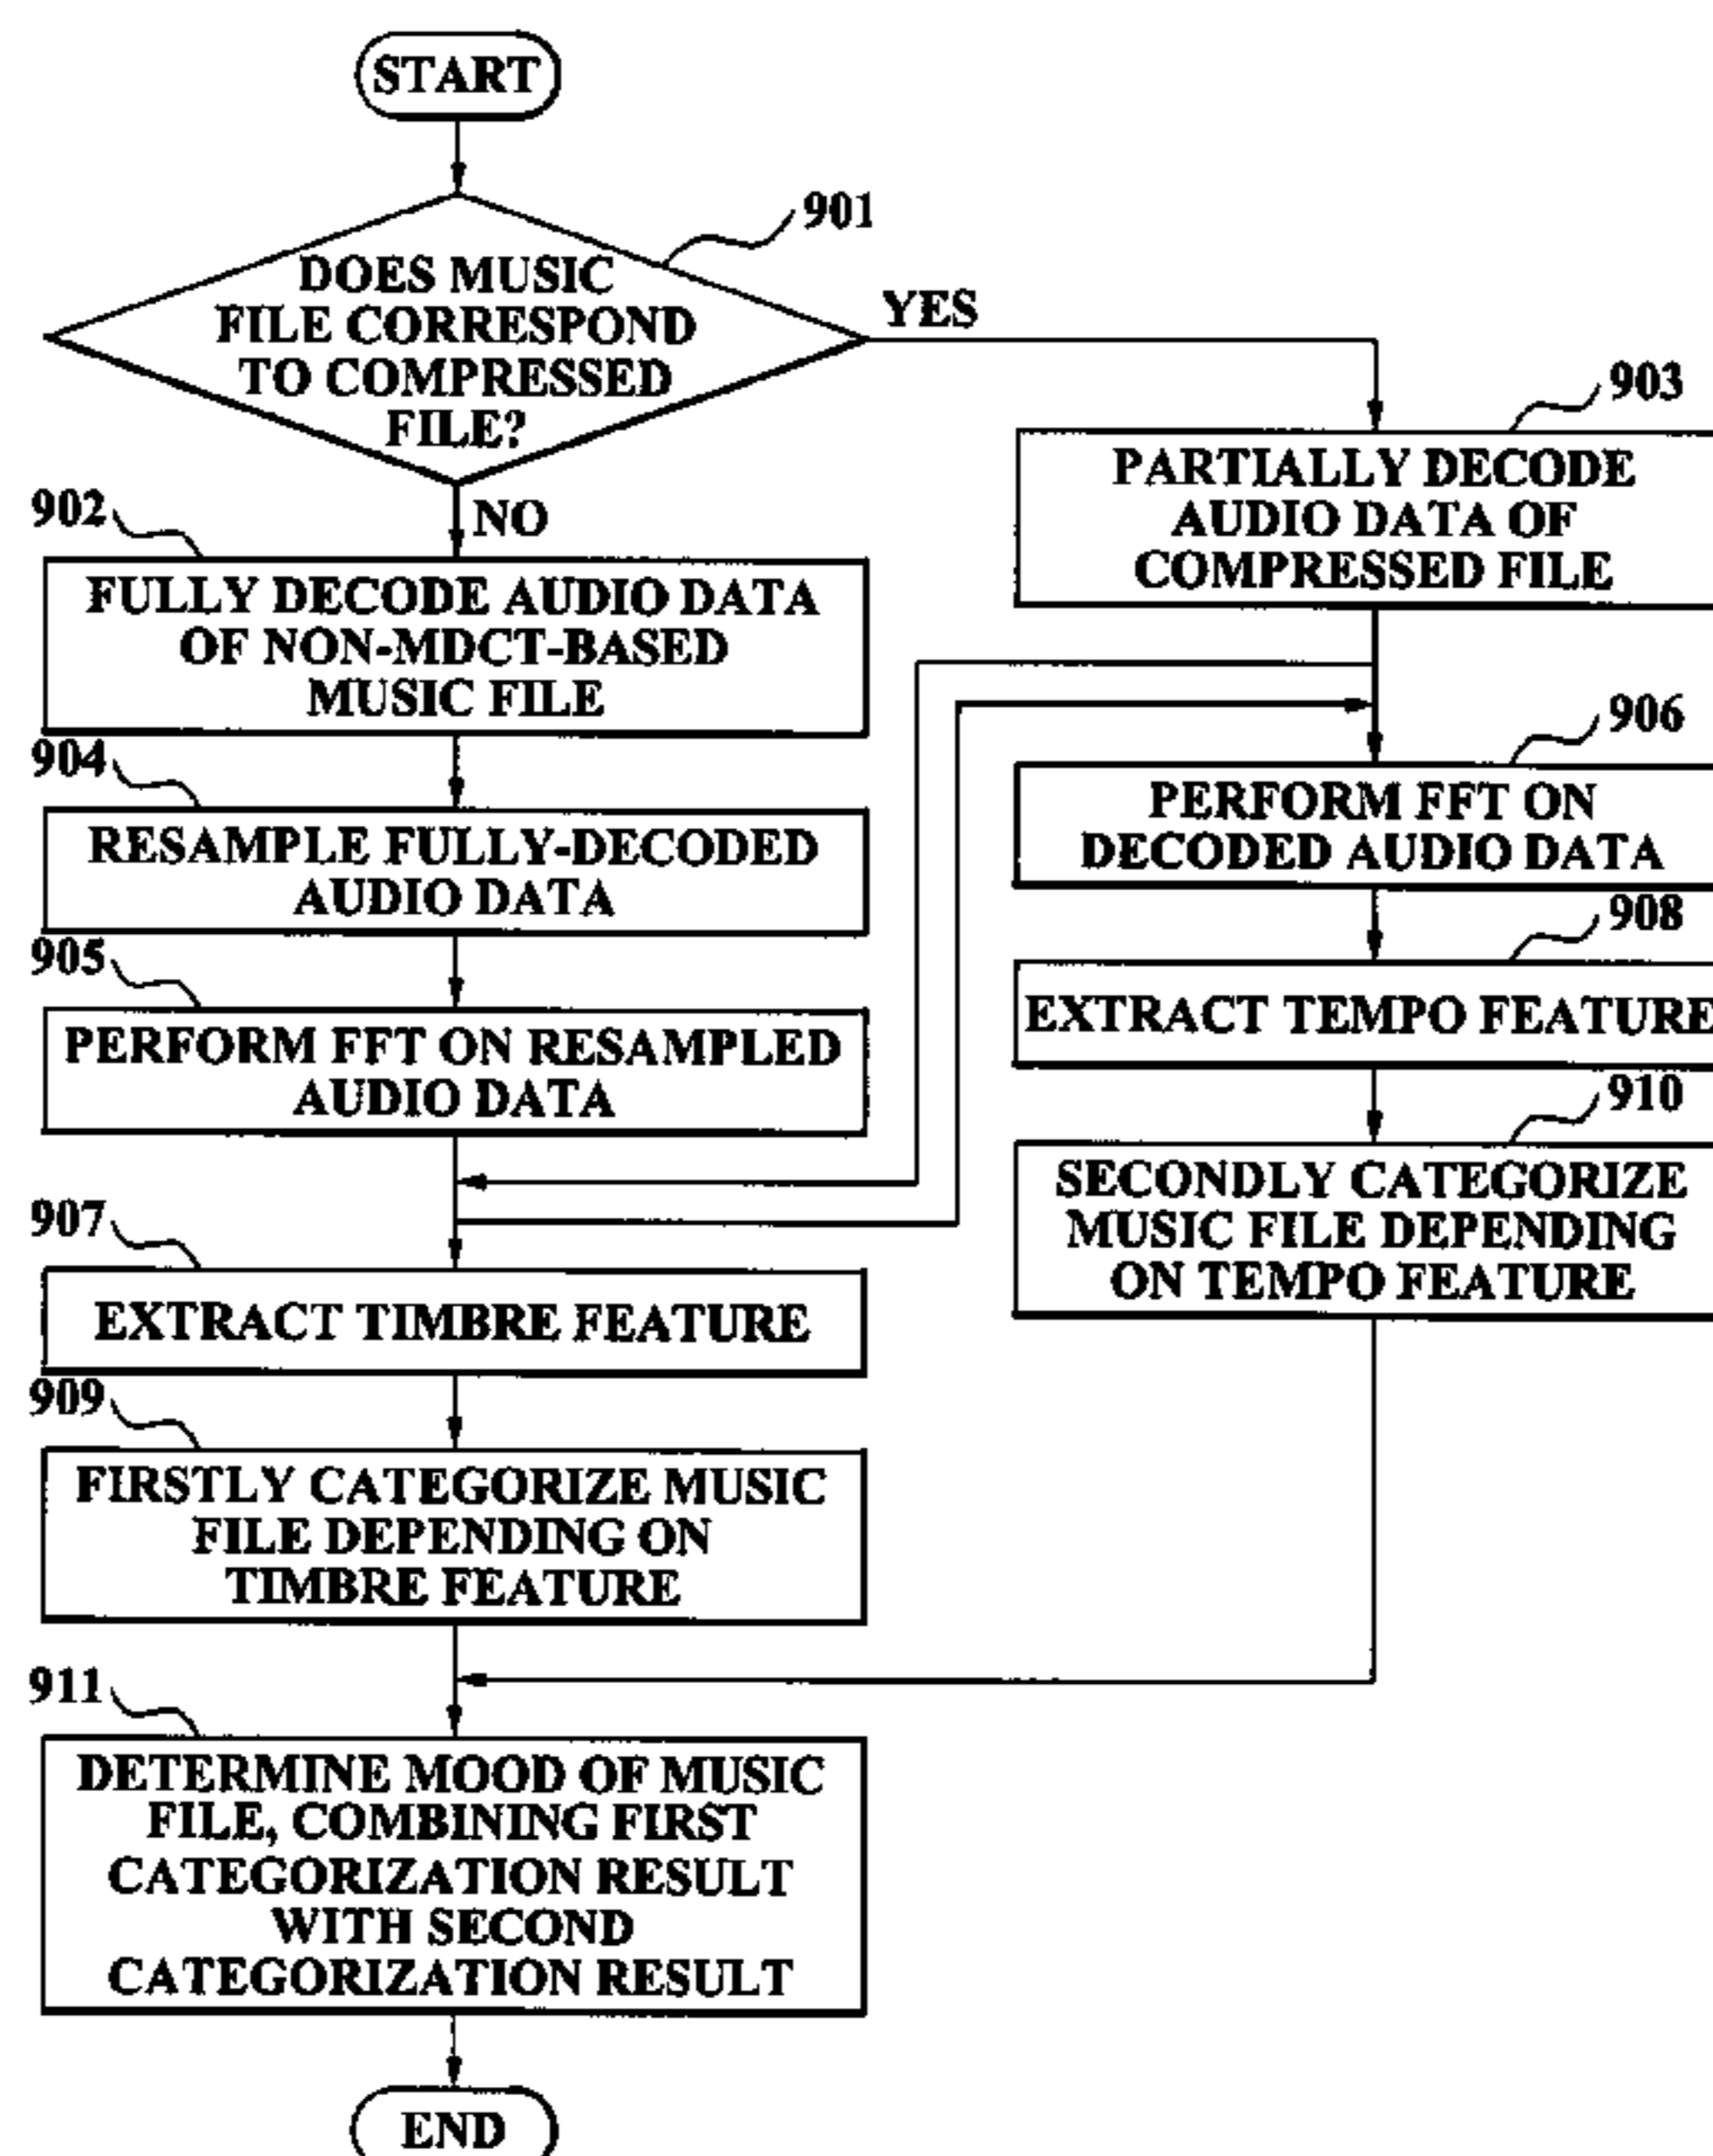 START
901
DOES MUSIC
FILE CORRESPOND
TO COMPRESSED
FILE?
YES
NO
903
PARTIALLY DECODE
AUDIO DATA OF
COMPRESSED FILE
902
FULLY DECODE AUDIO DATA
OF NON-MDCT-BASED
MUSIC FILE
904
RESAMPLE FULLY-DECODED
AUDIO DATA
906
PERFORM FFT ON
DECODED AUDIO DATA
905
PERFORM FFT ON RESAMPLED
AUDIO DATA
908
EXTRACT TEMPO FEATURE
910
SECONDLY CATEGORIZE
MUSIC FILE DEPENDING
ON TEMPO FEATURE
907
EXTRACT TIMBRE FEATURE
909
FIRSTLY CATEGORIZE MUSIC
FILE DEPENDING ON
TIMBRE FEATURE
911
DETERMINE MOOD OF MUSIC
FILE, COMBINING FIRST
CATEGORIZATION RESULT
WITH SECOND
CATEGORIZATION RESULT
END